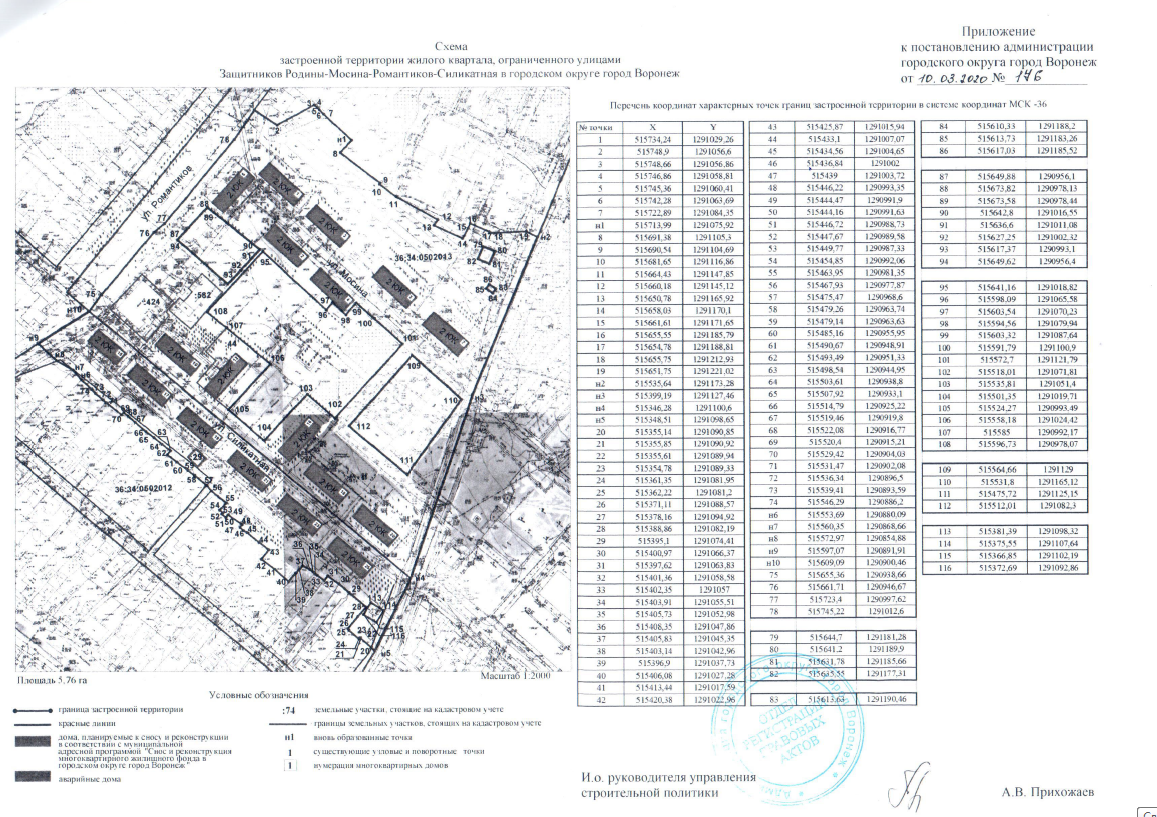 Приложение
к постановлению администрации
городского округа город Воронеж
от 10.03.2020 № 176
Схема
застроенной территории жилого квартала, ограниченного улицами
Защитников Родины-Мосина-Романтиков-Силикатная в городском округе город Воронеж
ул. Романтиков
ул. Мосина
ул. Силикатная
36:34:0502013
36:34:0502012
:424
:582
Площадь 5,76 га
Масштаб 1:2000
Условные обозначения
граница застроенной территории
красные линии
дома, планируемые к сносу и реконструкции
в соответствии с муниципальной
адресной программой "Снос и реконструкция
многоквартирного жилищного фонда в
городском округе город Воронеж"
аварийные дома
:74 земельные участки, стоящие на кадастровом учете
границы земельных участков, стоящих на кадастровом учете
н1 вновь образованные точки
1 существующие узловые и поворотные точки
1 нумерация многоквартирных домов
Перечень координат характерных точек границ застроенной территории в системе координат МСК -36
№ точки X Y
1 515734,24 1291029,26
2 515748,9 1291056,6
3 515748,66 1291056,86
4 515746,86 1291058,81
5 515745,36 1291060,41
6 515742,28 1291063,69
7 515722,89 1291084,35
н1 515713,99 1291075,92
8 515691,38 1291105,3
9 515690,54 1291104,69
10 515681,65 1291116,86
11 515664,43 1291147,85
12 515660,18 1291145,12
13 515650,78 1291165,92
14 515658,03 1291170,1
15 515661,61 1291171,65
16 515655,55 1291185,79
17 515654,78 1291188,81
18 515655,75 1291212,93
19 515651,75 1291221,02
н2 515535,64 1291173,28
н3 515399,19 1291127,46
н4 515346,28 1291100,6
н5 515348,51 1291098,65
20 515355,14 1291090,85
21 515355,85 1291090,92
22 515355,61 1291089,94
23 515354,78 1291089,33
24 515361,35 1291081,95
25 515362,22 1291081,2
26 515371,11 1291088,57
27 515378,16 1291094,92
28 515388,86 1291082,19
29 515395,1 1291074,41
30 515400,97 1291066,37
31 515397,62 1291063,83
32 515401,36 1291058,58
33 515402,35 1291057
34 515403,91 1291055,51
35 515405,73 1291052,98
36 515408,35 1291047,86
37 515405,83 1291045,35
38 515403,14 1291042,96
39 515396,9 1291037,73
40 515406,08 1291027,28
41 515413,44 1291017,59
42 515420,38 1291022,96
43 515425,87 1291015,94
44 515433,1 1291007,07
45 515434,56 1291004,65
46 515436,84 1291002
47 515439 1291003,72
48 515446,22 1290993,35
49 515444,47 1290991,9
50 515444,16 1290991,63
51 515446,72 1290988,73
52 515447,67 1290989,58
53 515449,77 1290987,33
54 515454,85 1290992,06
55 515463,95 1290981,35
56 515467,93 1290977,87
57 515475,47 1290968,6
58 515479,26 1290963,74
59 515479,14 1290963,63
60 515485,16 1290955,95
61 515490,67 1290948,91
62 515493,49 1290951,33
63 515498,54 1290944,95
64 515503,61 1290938,8
65 515507,92 1290933,1
66 515514,79 1290925,22
67 515519,46 1290919,8
68 515522,08 1290916,77
69 515520,4 1290915,21
70 515529,42 1290904,03
71 515531,47 1290902,08
72 515536,34 1290896,5
73 515539,41 1290893,59
74 515546,29 1290886,2
н6 515553,69 1290880,09
н7 515560,35 1290868,66
н8 515572,97 1290854,88
н9 515597,07 1290891,91
н10 515609,09 1290900,46
75 515655,36 1290938,66
76 515661,71 1290946,67
77 515723,4 1290997,62
78 515745,22 1291012,6
79 515644,7 1291181,28
80 515641,2 1291189,9
81 515631,78 1291185,66
82 515635,55 1291177,31
83 515613,63 1291190,46
84 515610,33 1291188,2
85 515613,73 1291183,26
86 515617,03 1291185,52
87 515649,88 1290956,1
88 515673,82 1290978,13
89 515673,58 1290978,44
90 515642,8 1291016,55
91 515636,6 1291011,08
92 515627,25 1291002,32
93 515617,37 1290993,1
94 515649,62 1290956,4
95 515641,16 1291018,82
96 515598,09 1291065,58
97 515603,54 1291070,23
98 515594,56 1291079,94
99 515603,32 1291087,64
100 515591,79 1291100,9
101 515572,7 1291121,79
102 515518,01 1291071,81
103 515535,81 1291051,4
104 515501,35 1291019,71
105 515524,27 1290993,49
106 515558,18 1291024,42
107 515585 1290992,17
108 515596,73 1290978,07
109 515564,66 1291129
110 515531,8 1291165,12
111 515475,72 1291125,15
112 515512,01 1291082,3
113 515381,39 1291098,32
114 515375,55 1291107,64
115 515366,85 1291102,19
116 515372,69 1291092,86
ОТДЕЛ
РЕГИСТРАЦИИ
ПРАВОВЫХ
АКТОВ
И.о. руководителя управления
строительной политики
А.В. Прихожаев